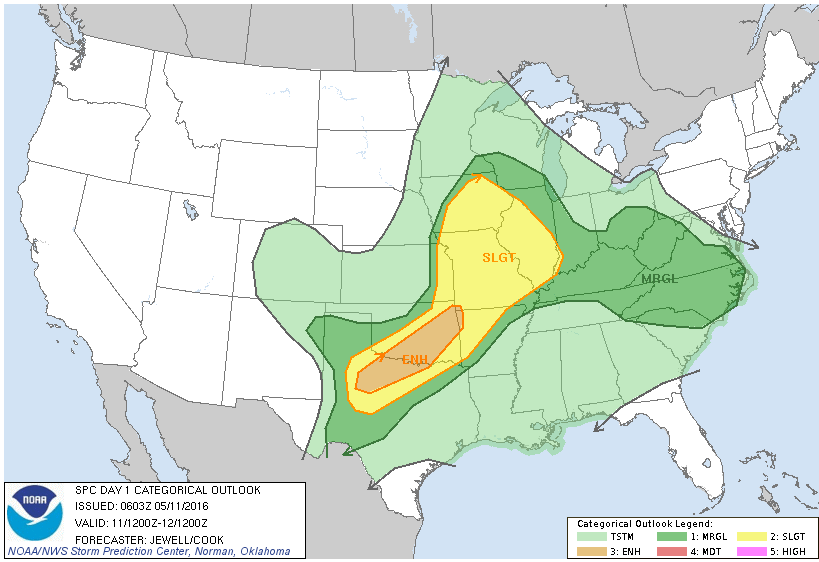 SLGT
MRGL
ENH
NOAA
SPC DAY 1 CATEGORICAL OUTLOOK
ISSUED: 0603Z 05/11/2016
VALID: 11/1200Z-12/1200Z
FORECASTER: JEWELL/COOK
NOAA/NWS Storm Prediction Center, Norman, Oklahoma
Categorical Outlook Legend:
TSTM 1: MRGL 2: SLGT
3: ENH 4: MDT 5: HIGH